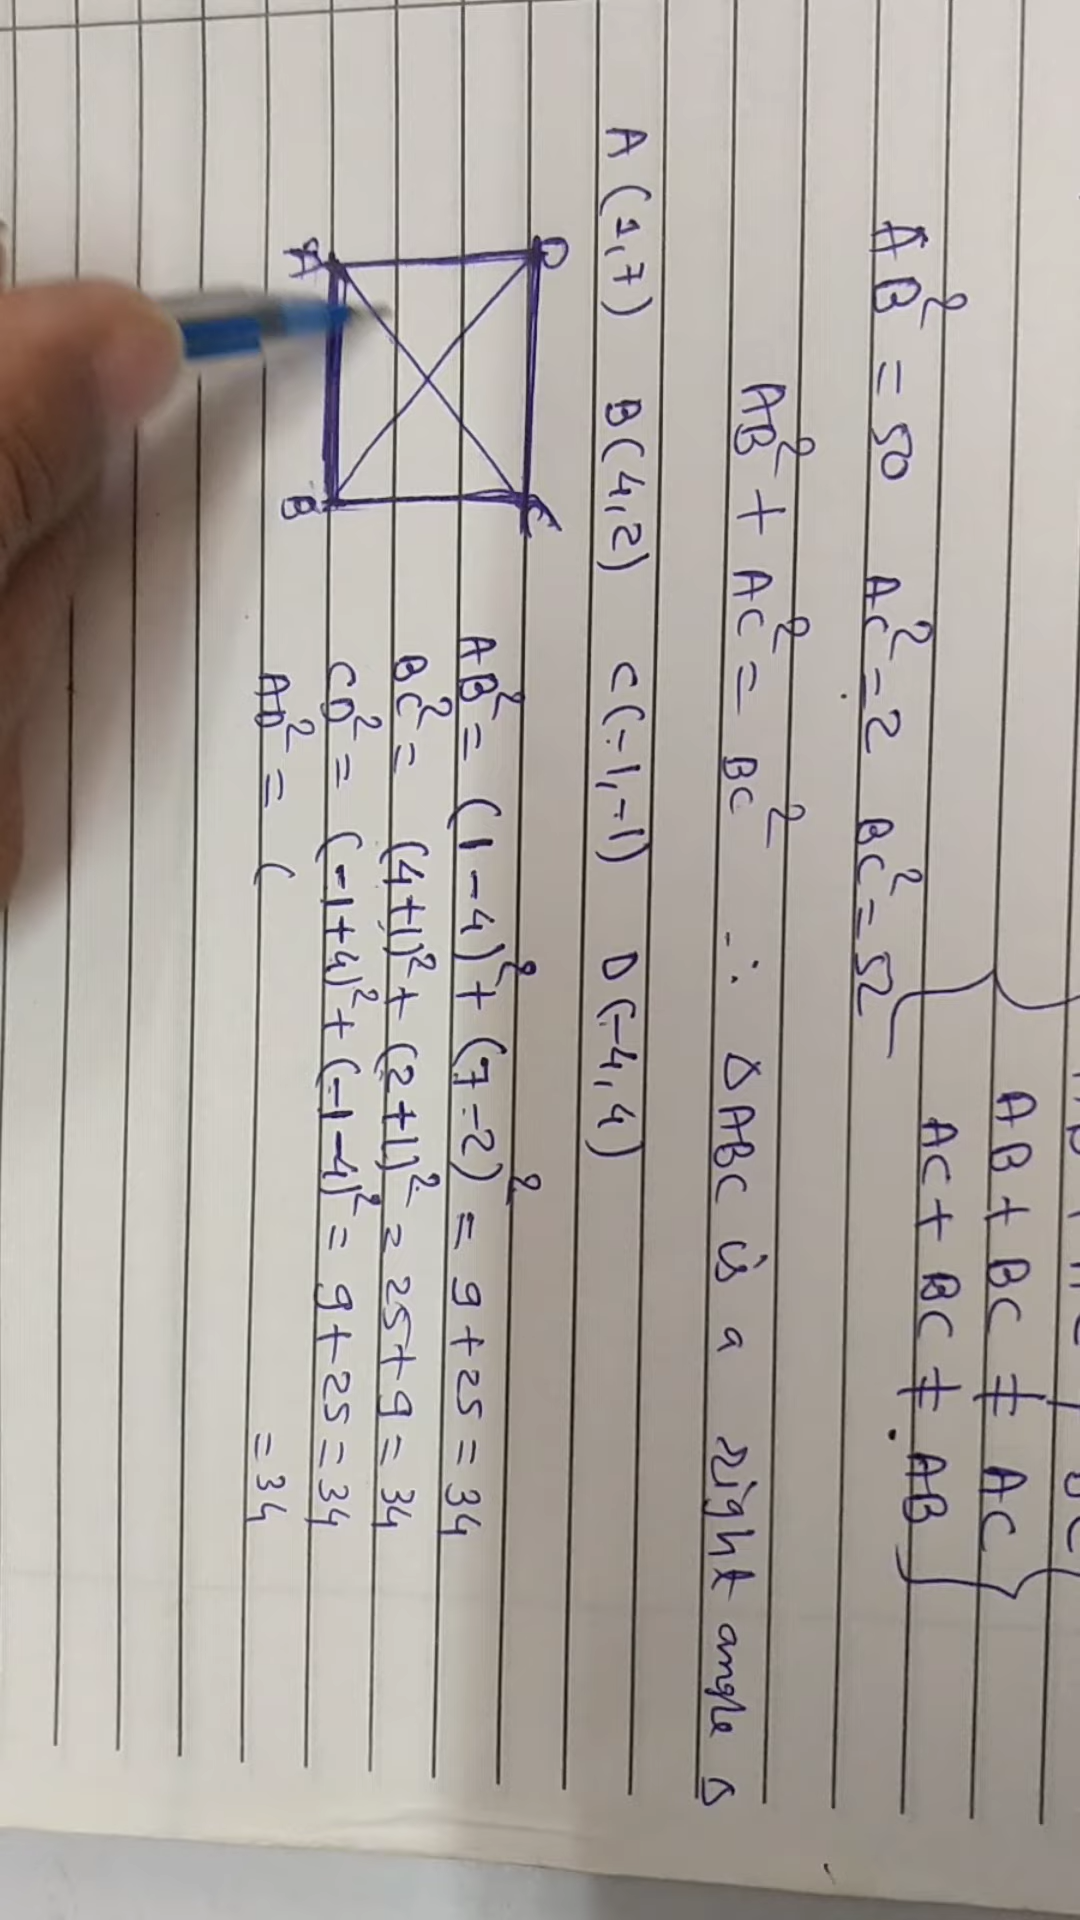 AB + BC ≠ AC
AC + BC ≠ AB
AB² = 50 AC² = 2 BC² = 52
AB² + AC² = BC² ∴ Δ ABC is a right angle Δ
A (1,7) B(4,2) C(-1,-1) D(-4,4)
D C
A B
AB² = (1-4)² + (7-2)² = 9+25 = 34
BC² = (4+1)² + (2+1)² = 25+9 = 34
CD² = (-1+4)² + (-1-4)² = 9+25 = 34
AD² = ( = 34